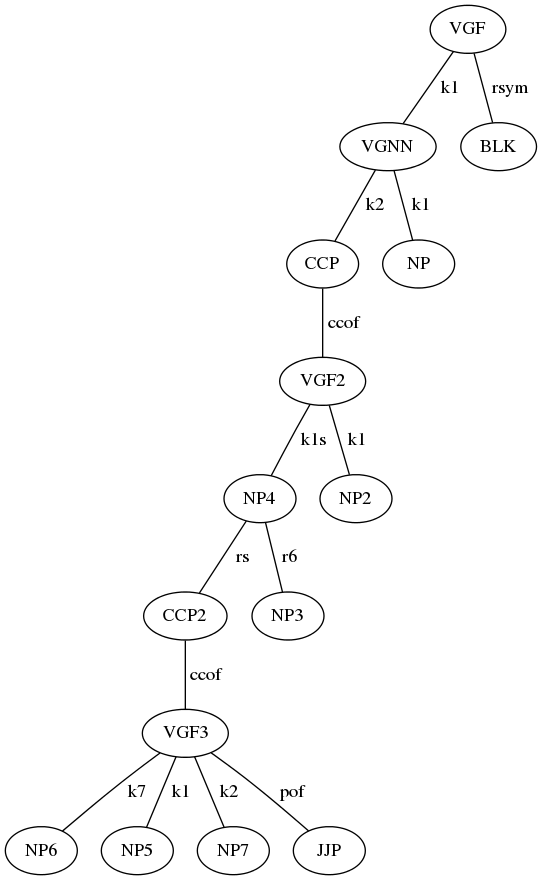 VGF
k1 rsym
VGNN BLK
k2 k1
CCP NP
ccof
VGF2
k1s k1
NP4 NP2
rs r6
CCP2 NP3
ccof
VGF3
k7 k1 k2 pof
NP6 NP5 NP7 JJP